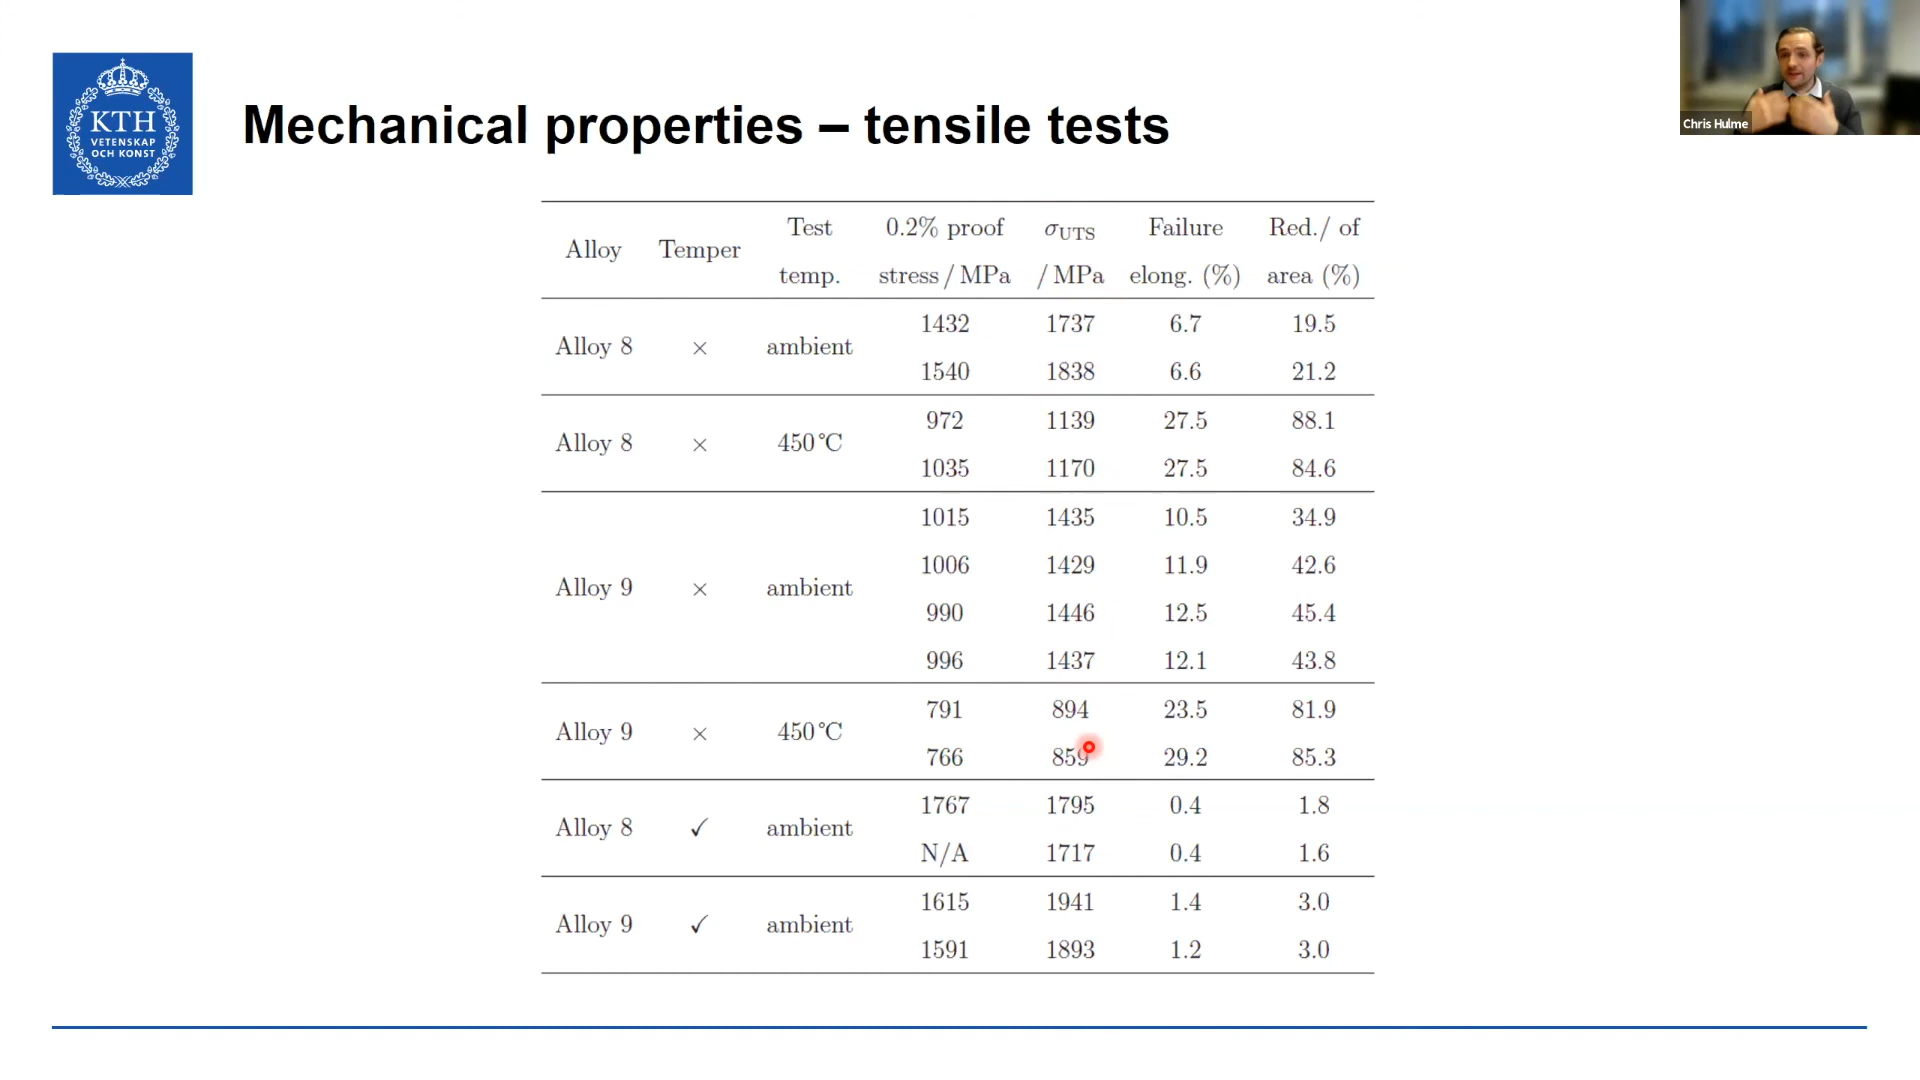 KTH
VETENSKAP
OCH KONST
Mechanical properties – tensile tests
Chris Hulme
Alloy Temper Test temp. 0.2% proof stress / MPa σUTS / MPa Failure elong. (%) Red./ of area (%)
Alloy 8 × ambient 1432 1737 6.7 19.5
1540 1838 6.6 21.2
Alloy 8 × 450 °C 972 1139 27.5 88.1
1035 1170 27.5 84.6
Alloy 9 × ambient 1015 1435 10.5 34.9
1006 1429 11.9 42.6
990 1446 12.5 45.4
996 1437 12.1 43.8
Alloy 9 × 450 °C 791 894 23.5 81.9
766 859 29.2 85.3
Alloy 8 ✓ ambient 1767 1795 0.4 1.8
N/A 1717 0.4 1.6
Alloy 9 ✓ ambient 1615 1941 1.4 3.0
1591 1893 1.2 3.0